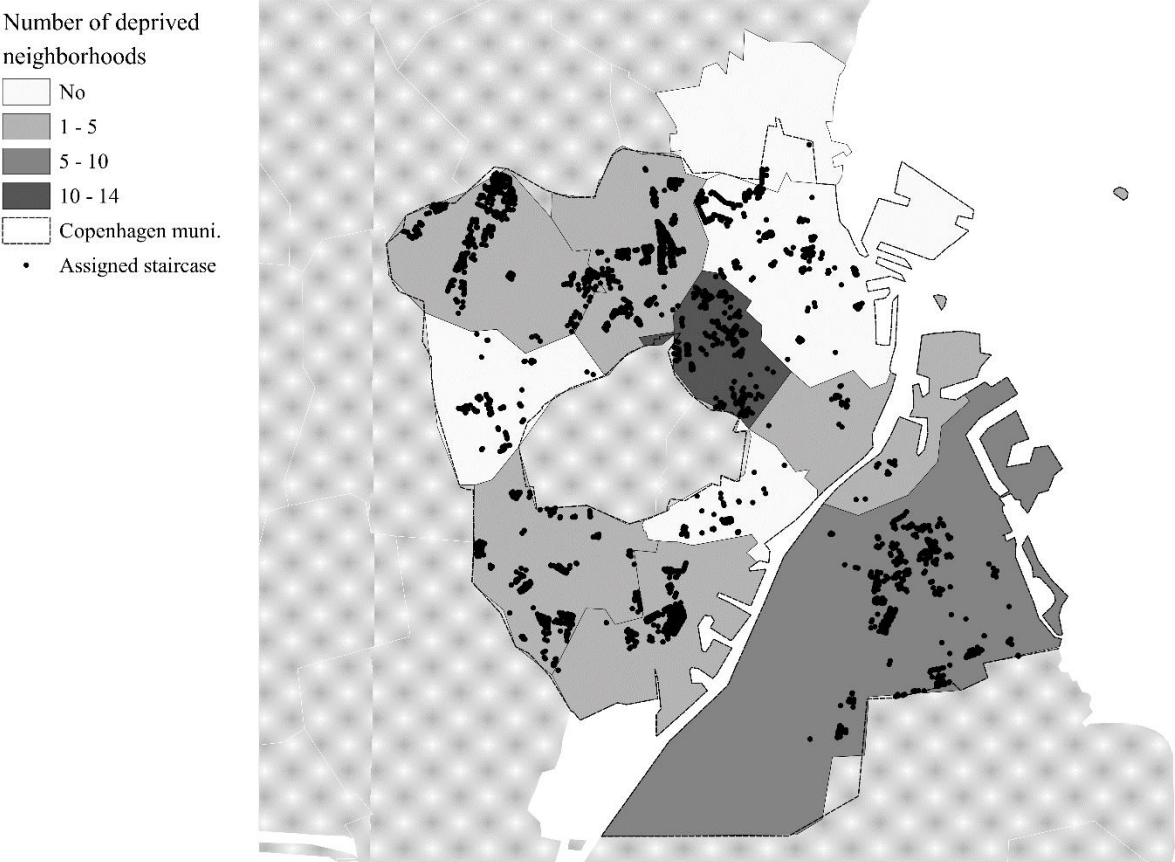 Number of deprived
neighborhoods
No
1 - 5
5 - 10
10 - 14
Copenhagen muni.
Assigned staircase